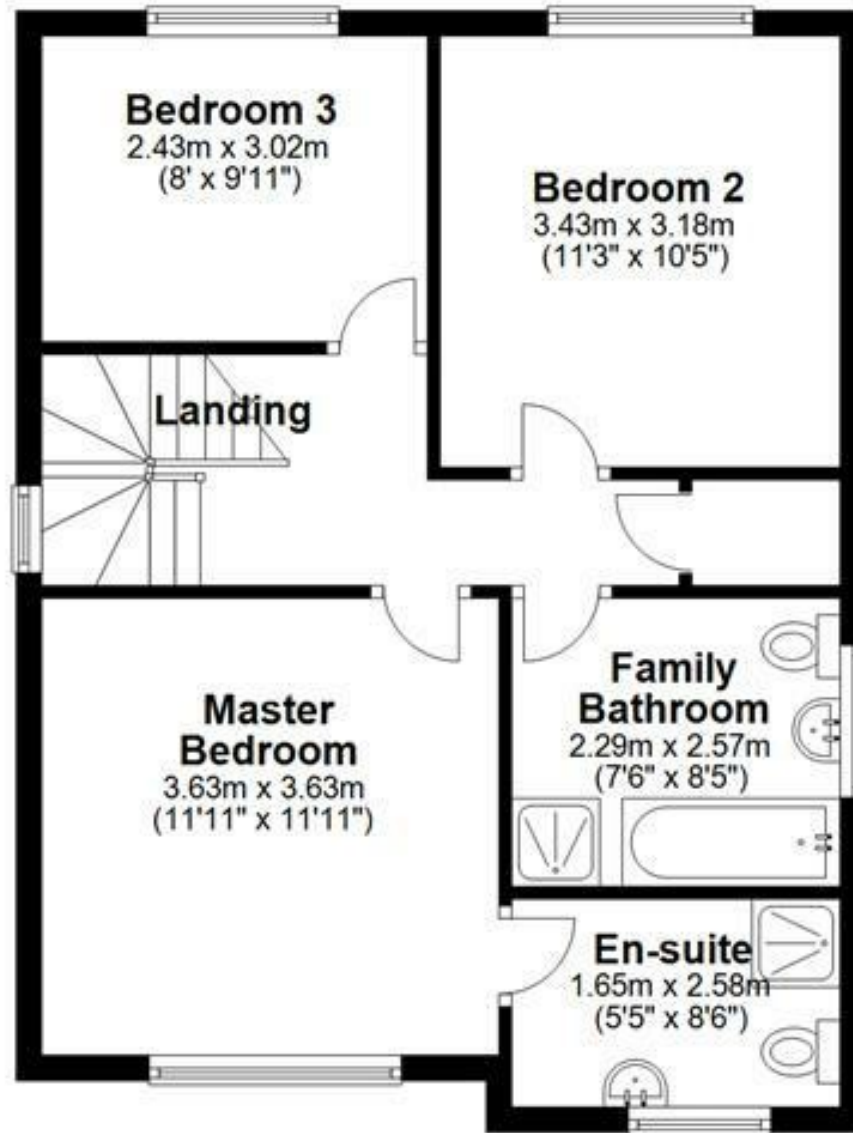 Bedroom 3
2.43m x 3.02m
(8' x 9'11")
Bedroom 2
3.43m x 3.18m
(11'3" x 10'5")
Landing
Master
Bedroom
3.63m x 3.63m
(11'11" x 11'11")
Family
Bathroom
2.29m x 2.57m
(7'6" x 8'5")
En-suite
1.65m x 2.58m
(5'5" x 8'6")